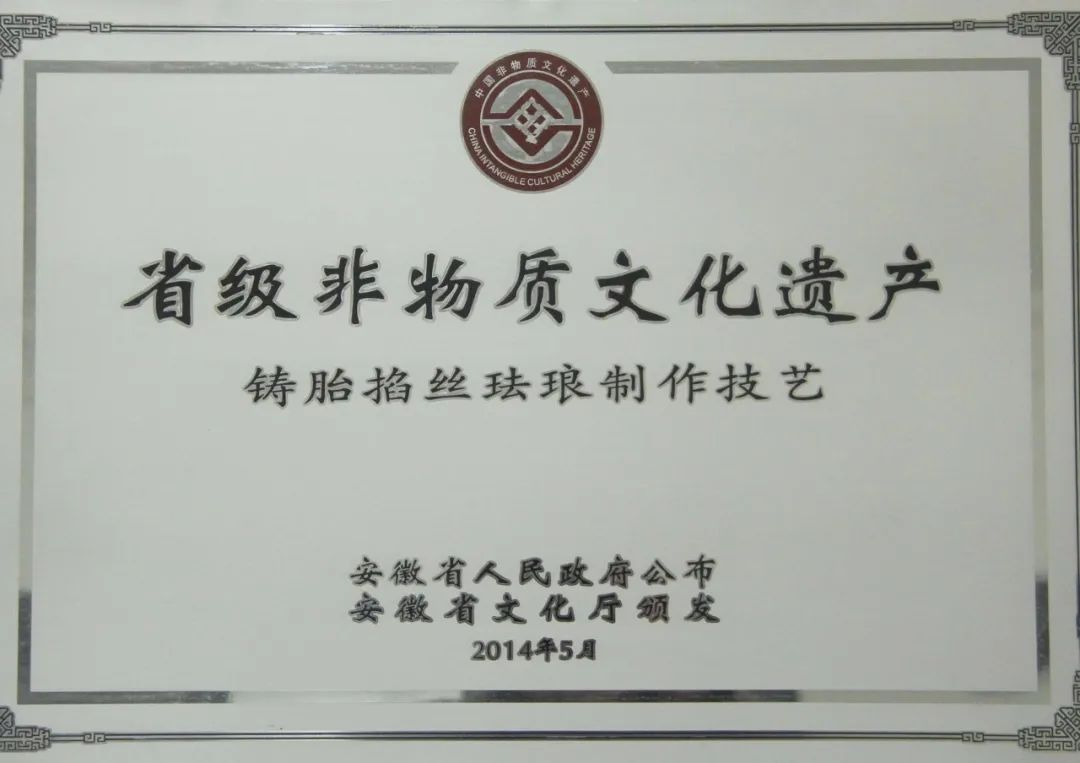 中国非物质文化遗产
CHINA INTANGIBLE CULTURAL HERITAGE
省级非物质文化遗产
铸胎掐丝珐琅制作技艺
安徽省人民政府公布
安徽省文化厅颁发
2014年5月